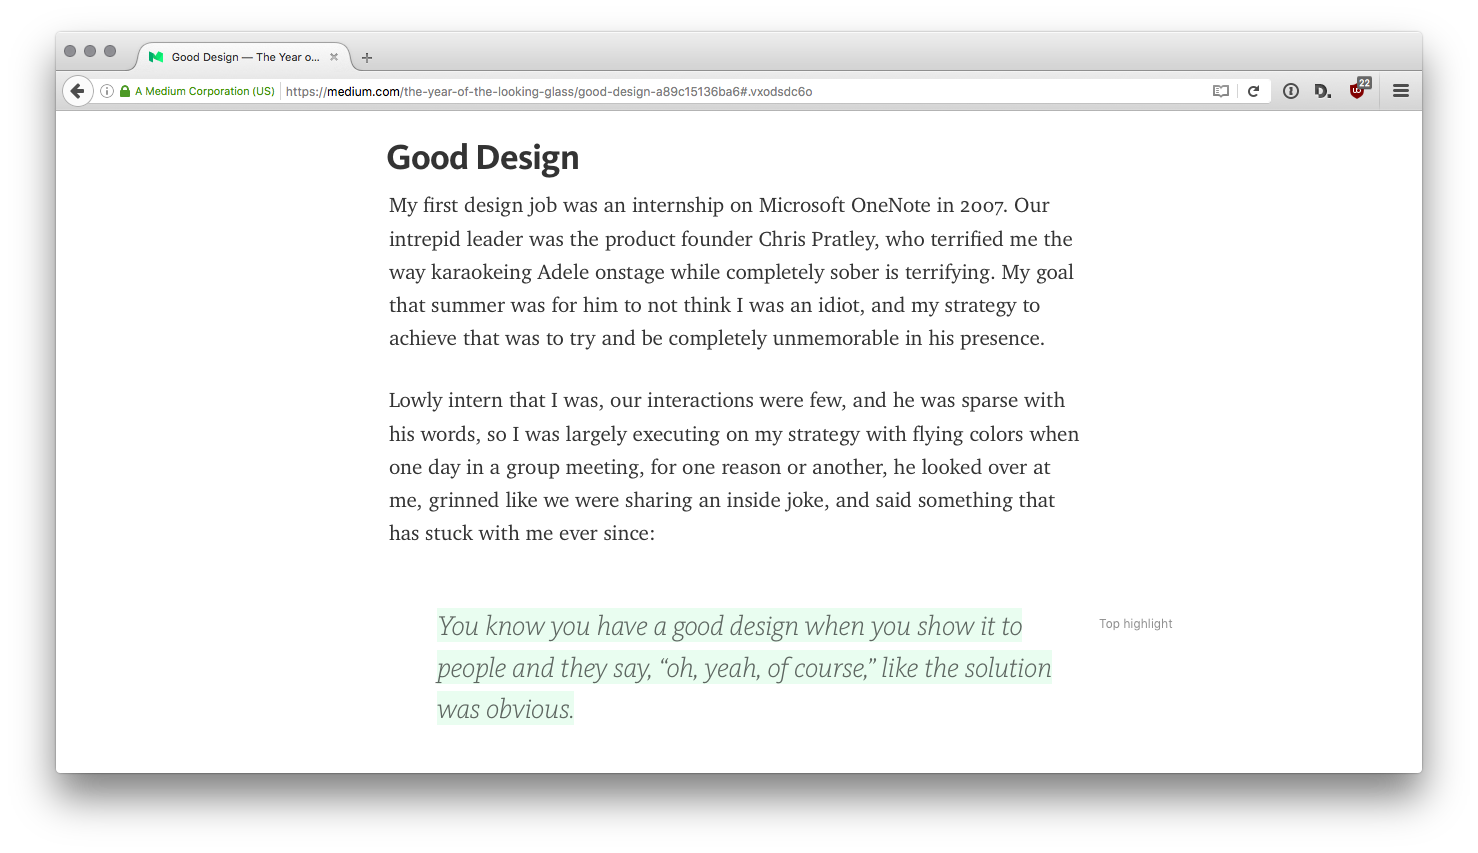 Good Design — The Year o...
A Medium Corporation (US)
https://medium.com/the-year-of-the-looking-glass/good-design-a89c15136ba6#.vxodsdc6o
D.
22
Good Design
My first design job was an internship on Microsoft OneNote in 2007. Our
intrepid leader was the product founder Chris Pratley, who terrified me the
way karaokeing Adele onstage while completely sober is terrifying. My goal
that summer was for him to not think I was an idiot, and my strategy to
achieve that was to try and be completely unmemorable in his presence.
Lowly intern that I was, our interactions were few, and he was sparse with
his words, so I was largely executing on my strategy with flying colors when
one day in a group meeting, for one reason or another, he looked over at
me, grinned like we were sharing an inside joke, and said something that
has stuck with me ever since:
You know you have a good design when you show it to
people and they say, “oh, yeah, of course,” like the solution
was obvious.
Top highlight